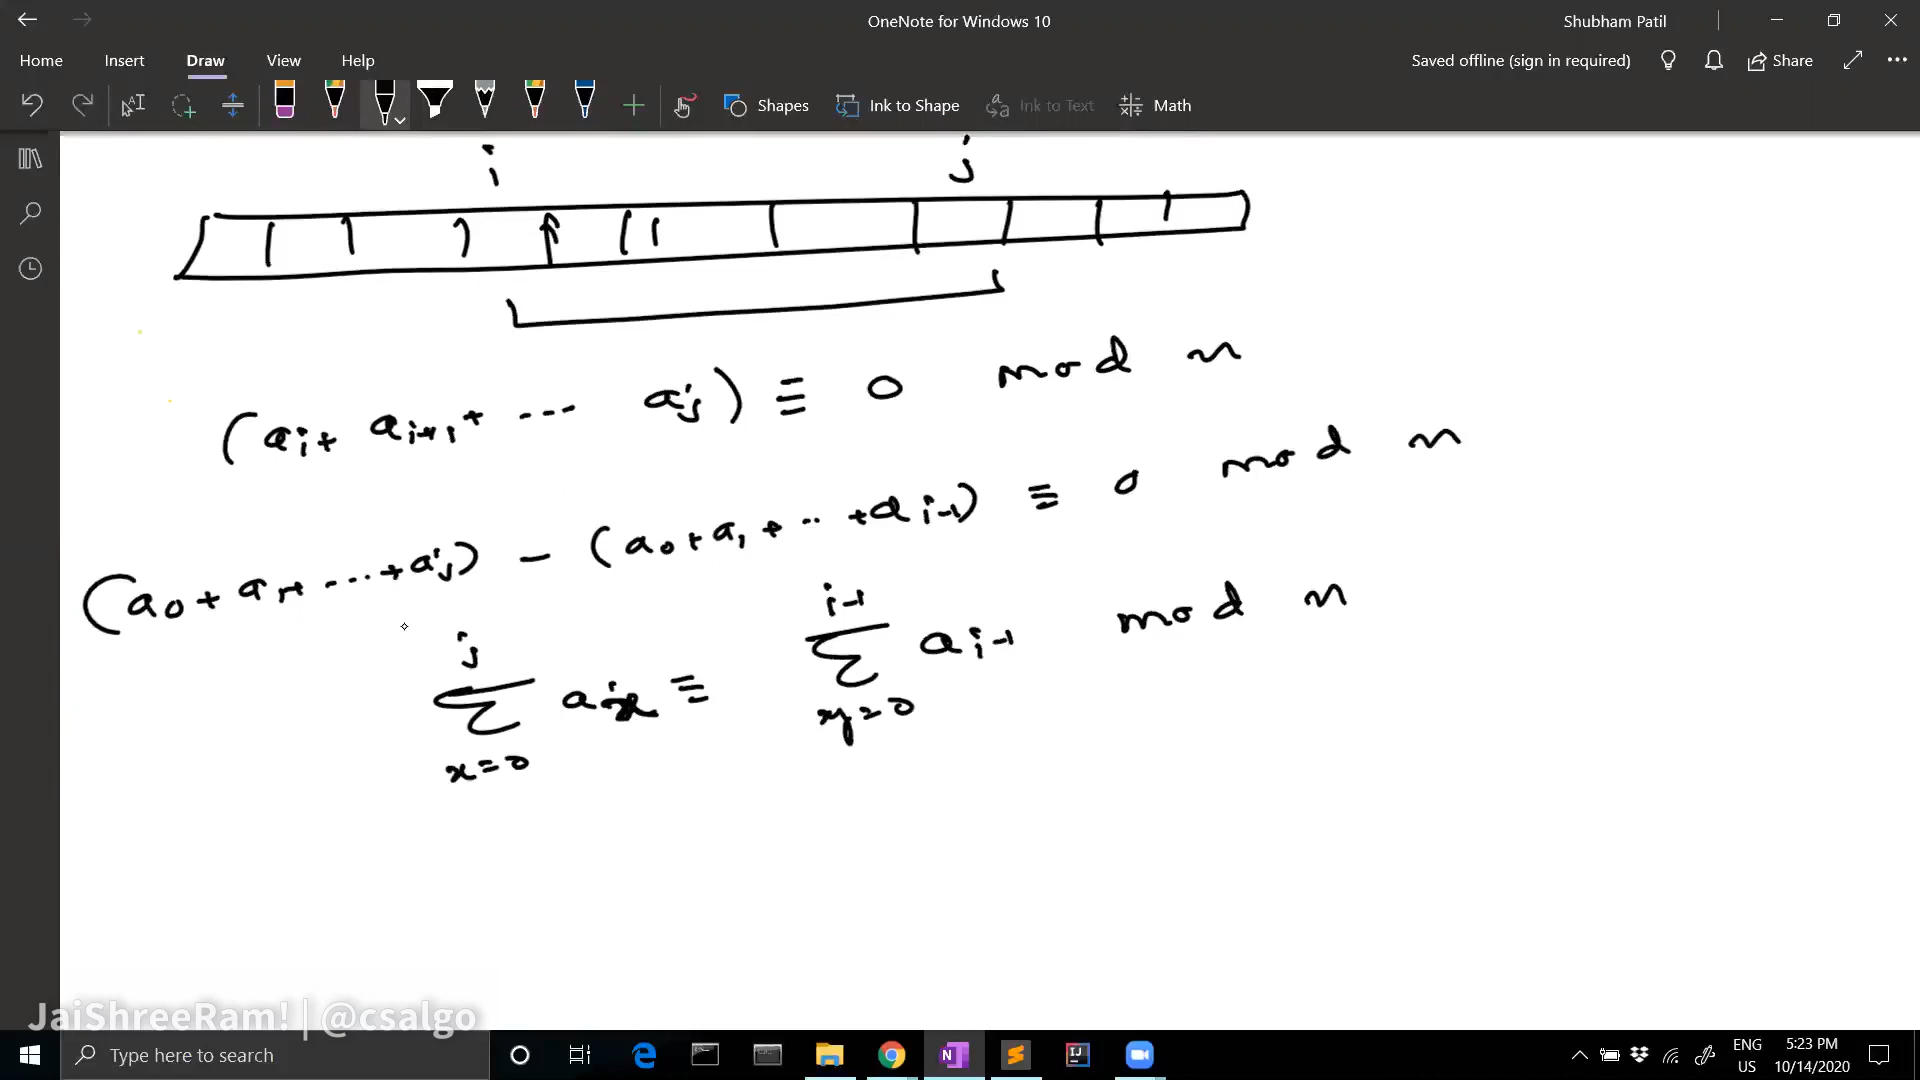 OneNote for Windows 10
Shubham Patil
Home Insert Draw View Help
Saved offline (sign in required) Share
Shapes Ink to Shape Ink to Text Math
i j
(aᵢ + aᵢ₊₁ + --- aⱼ) ≡ 0 mod n
(a₀ + a₁ + ---- + aⱼ) - (a₀ + a₁ + ·· + aᵢ₋₁) ≡ 0 mod n
j i-1
Σ aₓ ≡ Σ aᵢ₋₁ mod n
x=0 y=0
JaiShreeRam! | @csalgo
Type here to search
ENG 5:23 PM
US 10/14/2020